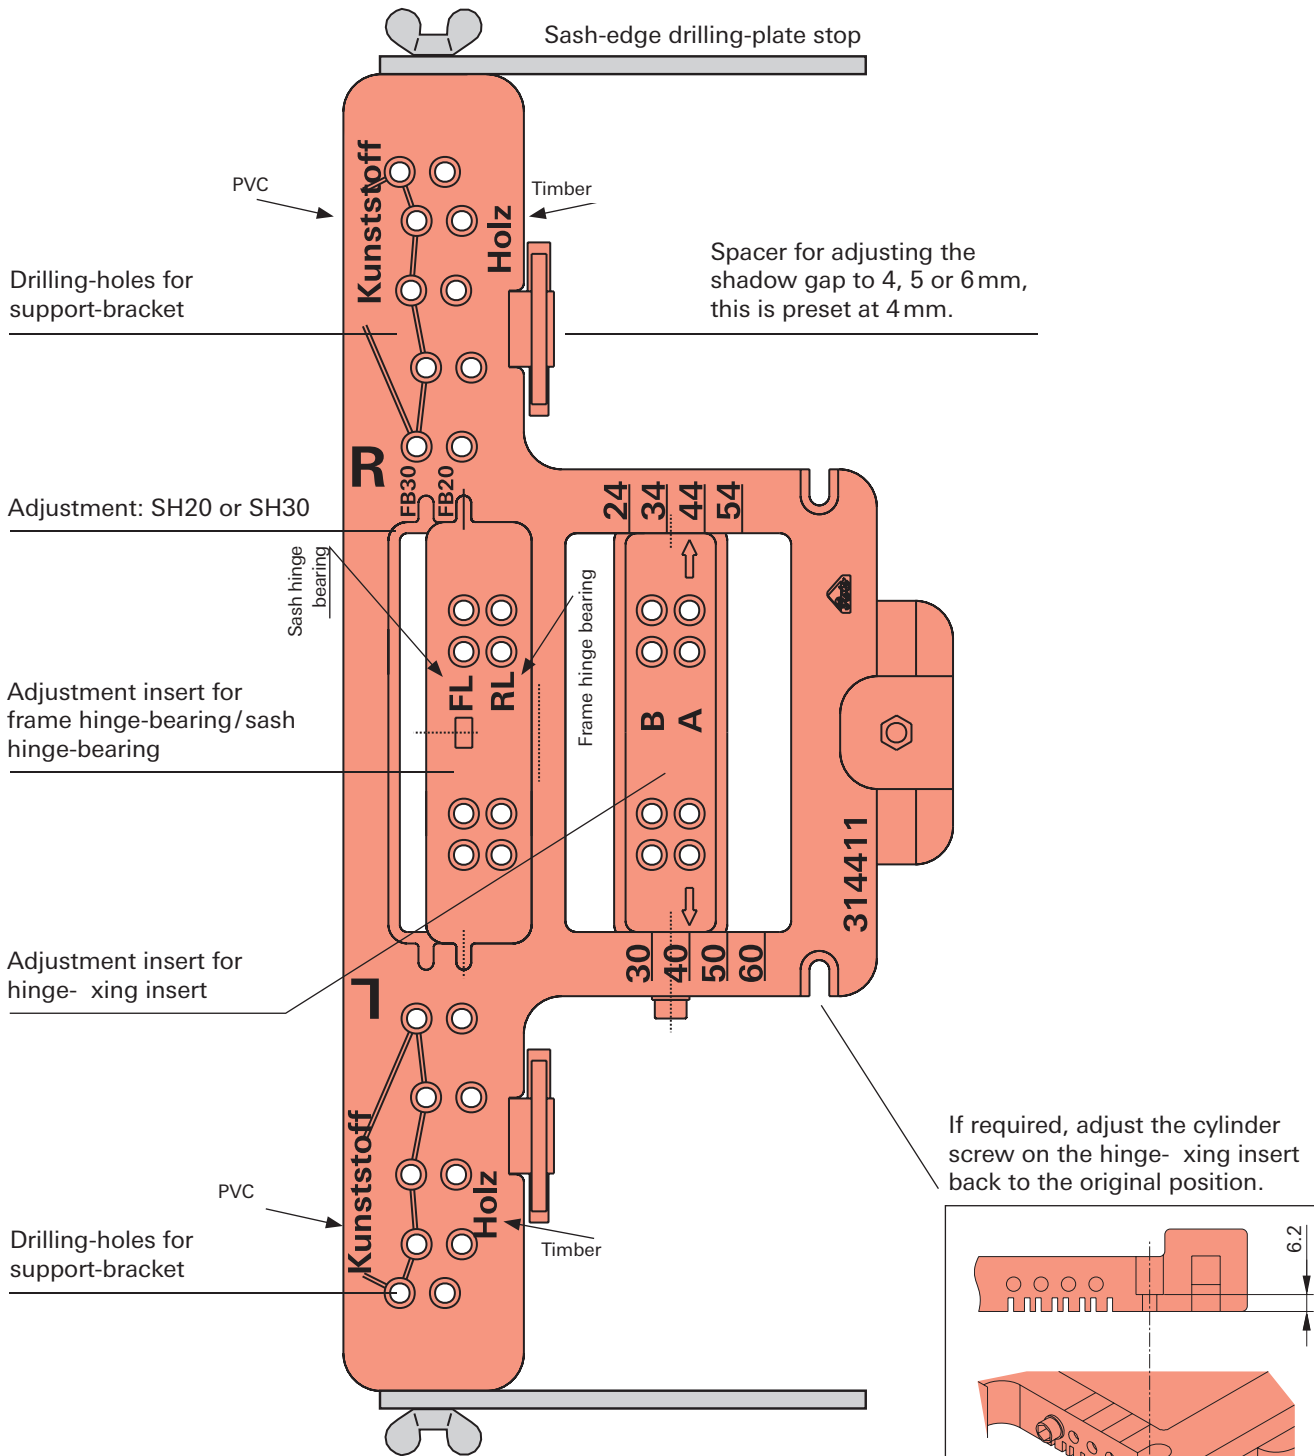 Sash-edge drilling-plate stop
PVC
Kunststoff
Holz
Timber
Drilling-holes for
support-bracket
Spacer for adjusting the
shadow gap to 4, 5 or 6 mm,
this is preset at 4 mm.
R
FB30
FB20
24
34
44
54
Adjustment: SH20 or SH30
Sash hinge
bearing
Frame hinge bearing
FL
RL
B
A
Adjustment insert for
frame hinge-bearing/sash
hinge-bearing
314411
Adjustment insert for
hinge- xing insert
30
40
50
60
L
Kunststoff
Holz
PVC
Timber
Drilling-holes for
support-bracket
If required, adjust the cylinder
screw on the hinge- xing insert
back to the original position.
6.2